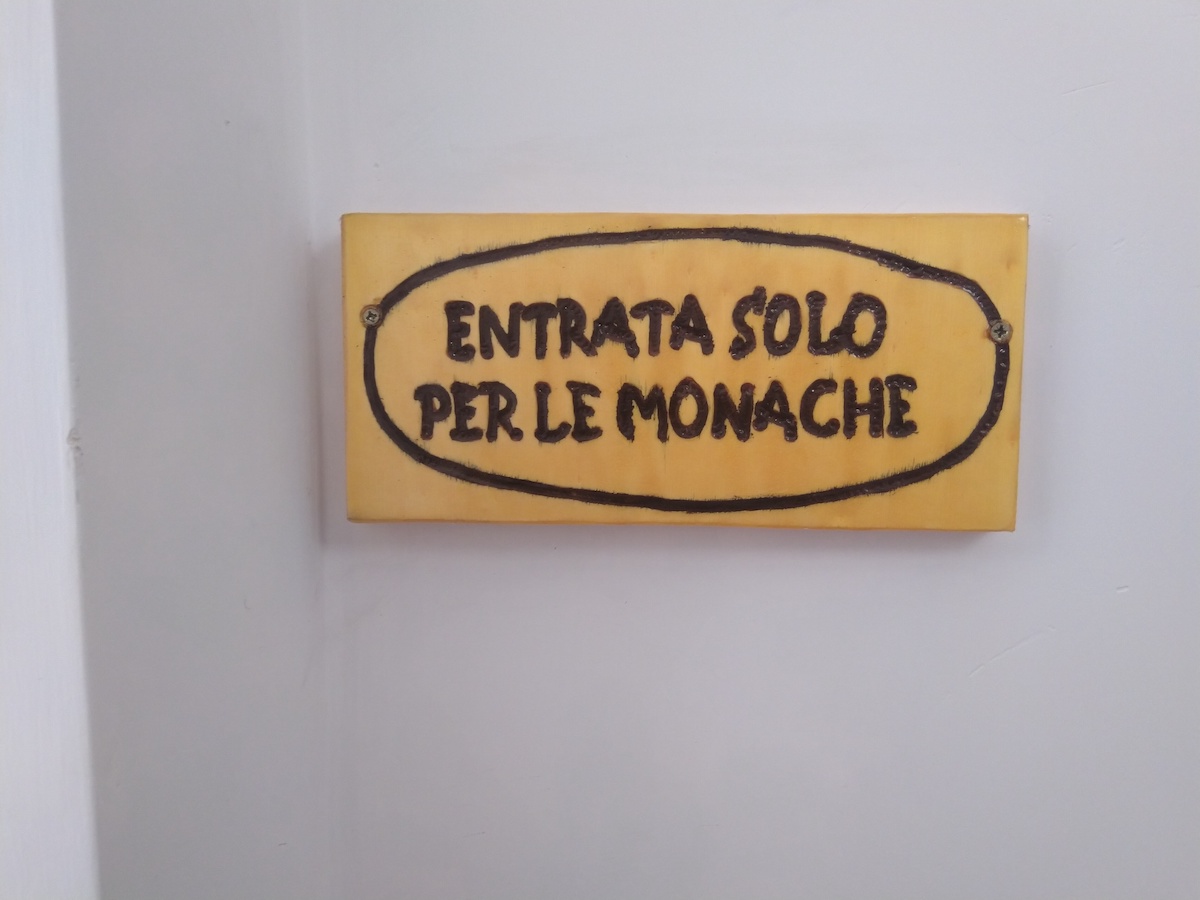 ENTRATA SOLO
PER LE MONACHE